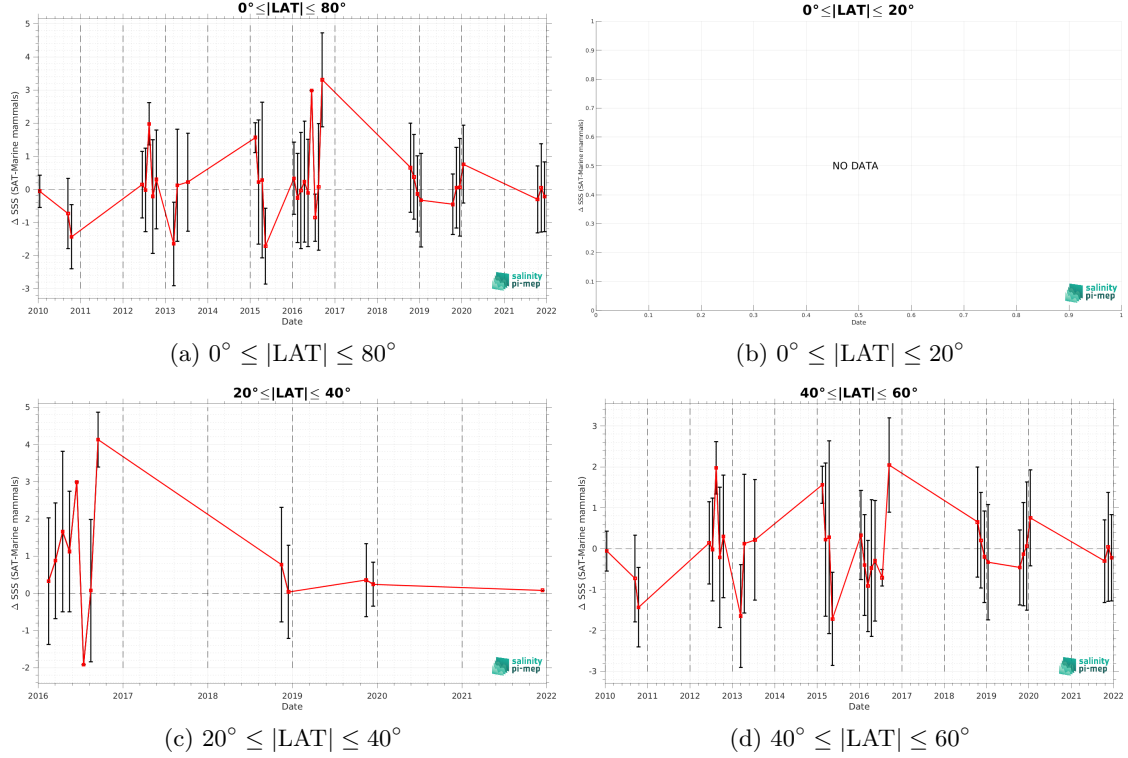 0°≤|LAT|≤ 80°
Δ SSS (SAT-Marine mammals)
5
4
3
2
1
0
-1
-2
-3
2010 2011 2012 2013 2014 2015 2016 2017 2018 2019 2020 2021 2022
Date
salinity
pi-mep
(a) 0° ≤ |LAT| ≤ 80°
0°≤|LAT|≤ 20°
Δ SSS (SAT-Marine mammals)
1
0.9
0.8
0.7
0.6
0.5
0.4
0.3
0.2
0.1
0
NO DATA
0 0.1 0.2 0.3 0.4 0.5 0.6 0.7 0.8 0.9 1
Date
salinity
pi-mep
(b) 0° ≤ |LAT| ≤ 20°
20°≤|LAT|≤ 40°
Δ SSS (SAT-Marine mammals)
5
4
3
2
1
0
-1
-2
2016 2017 2018 2019 2020 2021 2022
Date
salinity
pi-mep
(c) 20° ≤ |LAT| ≤ 40°
40°≤|LAT|≤ 60°
Δ SSS (SAT-Marine mammals)
3
2
1
0
-1
-2
-3
2010 2011 2012 2013 2014 2015 2016 2017 2018 2019 2020 2021 2022
Date
salinity
pi-mep
(d) 40° ≤ |LAT| ≤ 60°